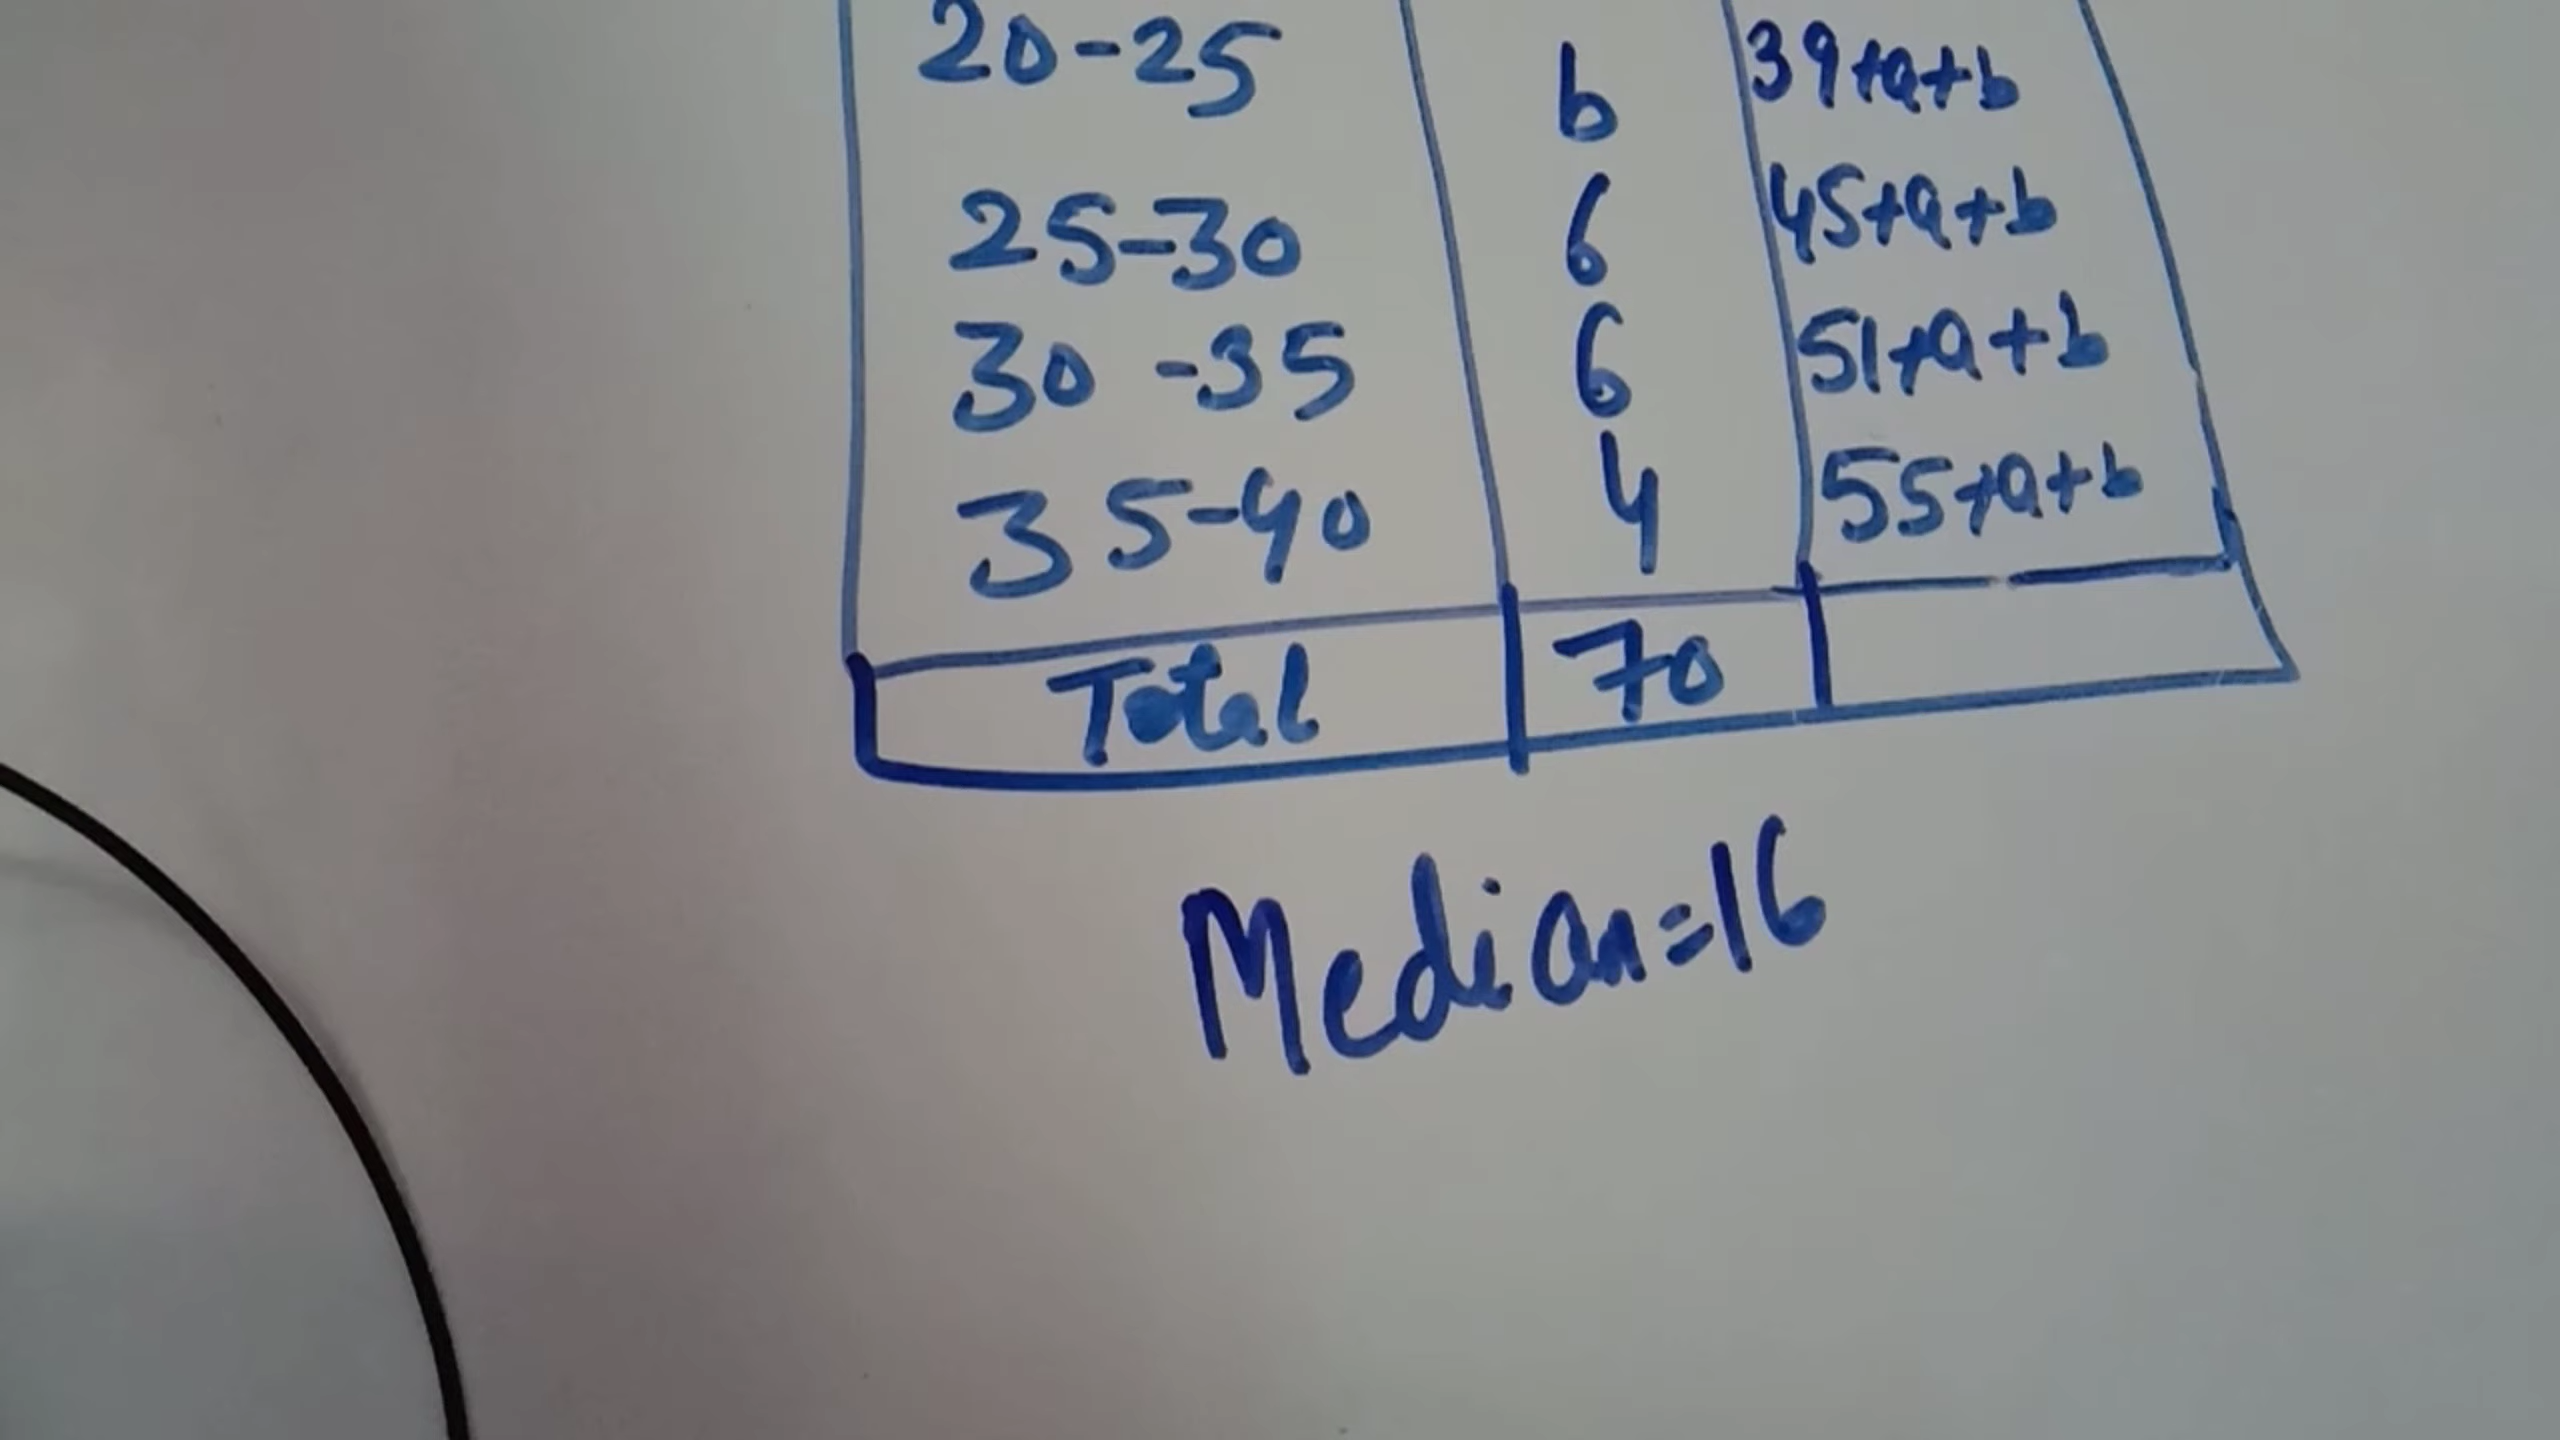 20-25 b 39+a+b
25-30 6 45+a+b
30-35 6 51+a+b
35-40 4 55+a+b
Total 70
Median=16